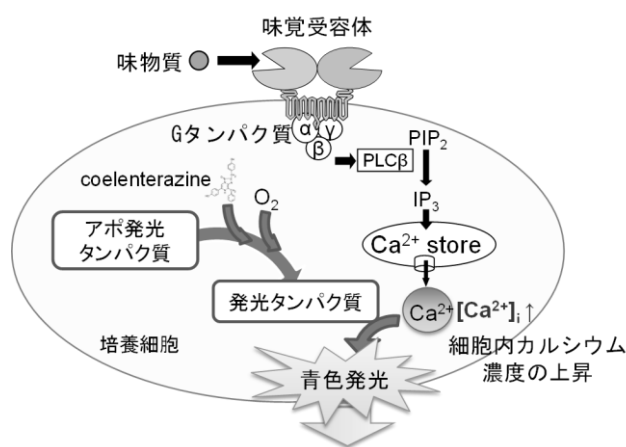 味覚受容体
味物質
Gタンパク質
α
γ
β
PLCβ
PIP₂
IP₃
Ca²⁺ store
coelenterazine
O₂
アポ発光
タンパク質
発光タンパク質
Ca²⁺
[Ca²⁺]ᵢ↑
細胞内カルシウム
濃度の上昇
培養細胞
青色発光